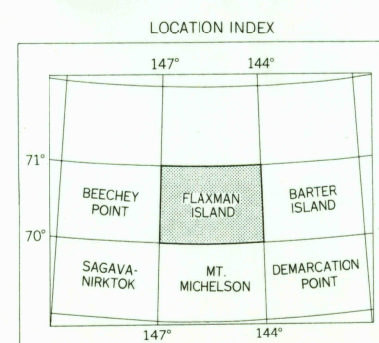 LOCATION INDEX
147° 144°
71°
BEECHEY
POINT
FLAXMAN
ISLAND
BARTER
ISLAND
70°
SAGAVA-
NIRKTOK
MT.
MICHELSON
DEMARCATION
POINT
147° 144°